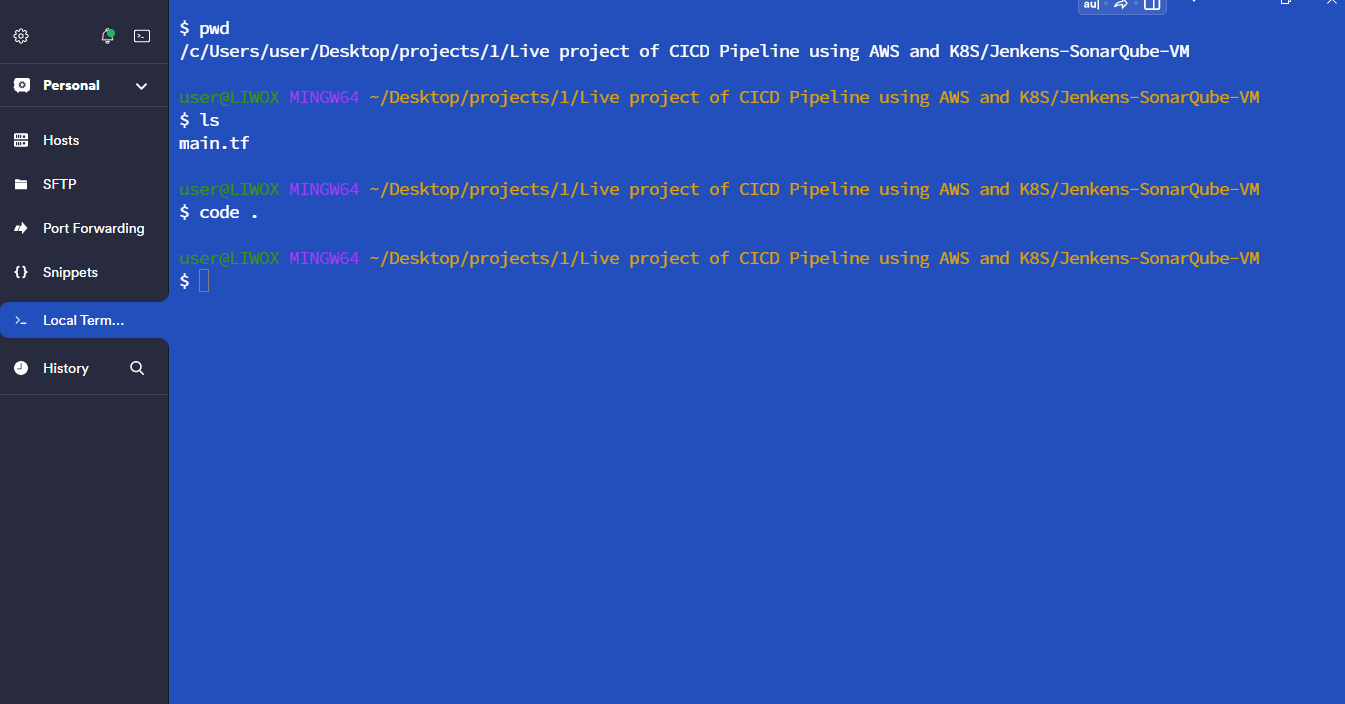 Personal
Hosts
SFTP
Port Forwarding
Snippets
Local Term...
History
au
$ pwd
/c/Users/user/Desktop/projects/1/Live project of CICD Pipeline using AWS and K8S/Jenkens-SonarQube-VM
user@LIWOX MINGW64 ~/Desktop/projects/1/Live project of CICD Pipeline using AWS and K8S/Jenkens-SonarQube-VM
$ ls
main.tf
user@LIWOX MINGW64 ~/Desktop/projects/1/Live project of CICD Pipeline using AWS and K8S/Jenkens-SonarQube-VM
$ code .
user@LIWOX MINGW64 ~/Desktop/projects/1/Live project of CICD Pipeline using AWS and K8S/Jenkens-SonarQube-VM
$